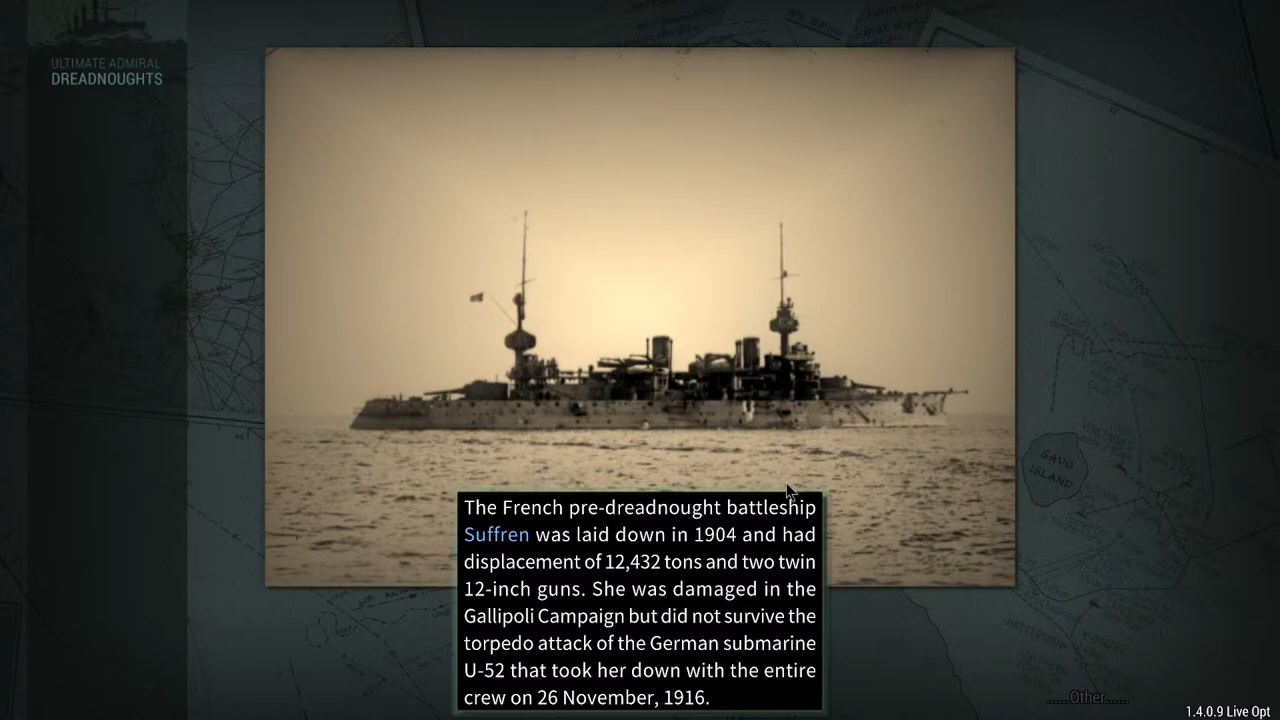 ULTIMATE ADMIRAL
DREADNOUGHTS
SAVO
ISLAND
The French pre-dreadnought battleship
Suffren was laid down in 1904 and had
displacement of 12,432 tons and two twin
12-inch guns. She was damaged in the
Gallipoli Campaign but did not survive the
torpedo attack of the German submarine
U-52 that took her down with the entire
crew on 26 November, 1916.
......Other......
1.4.0.9 Live Opt